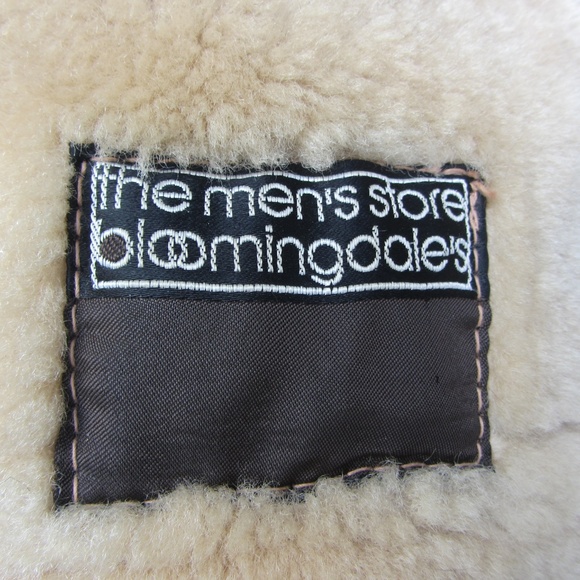 the men's store
bloomingdale's